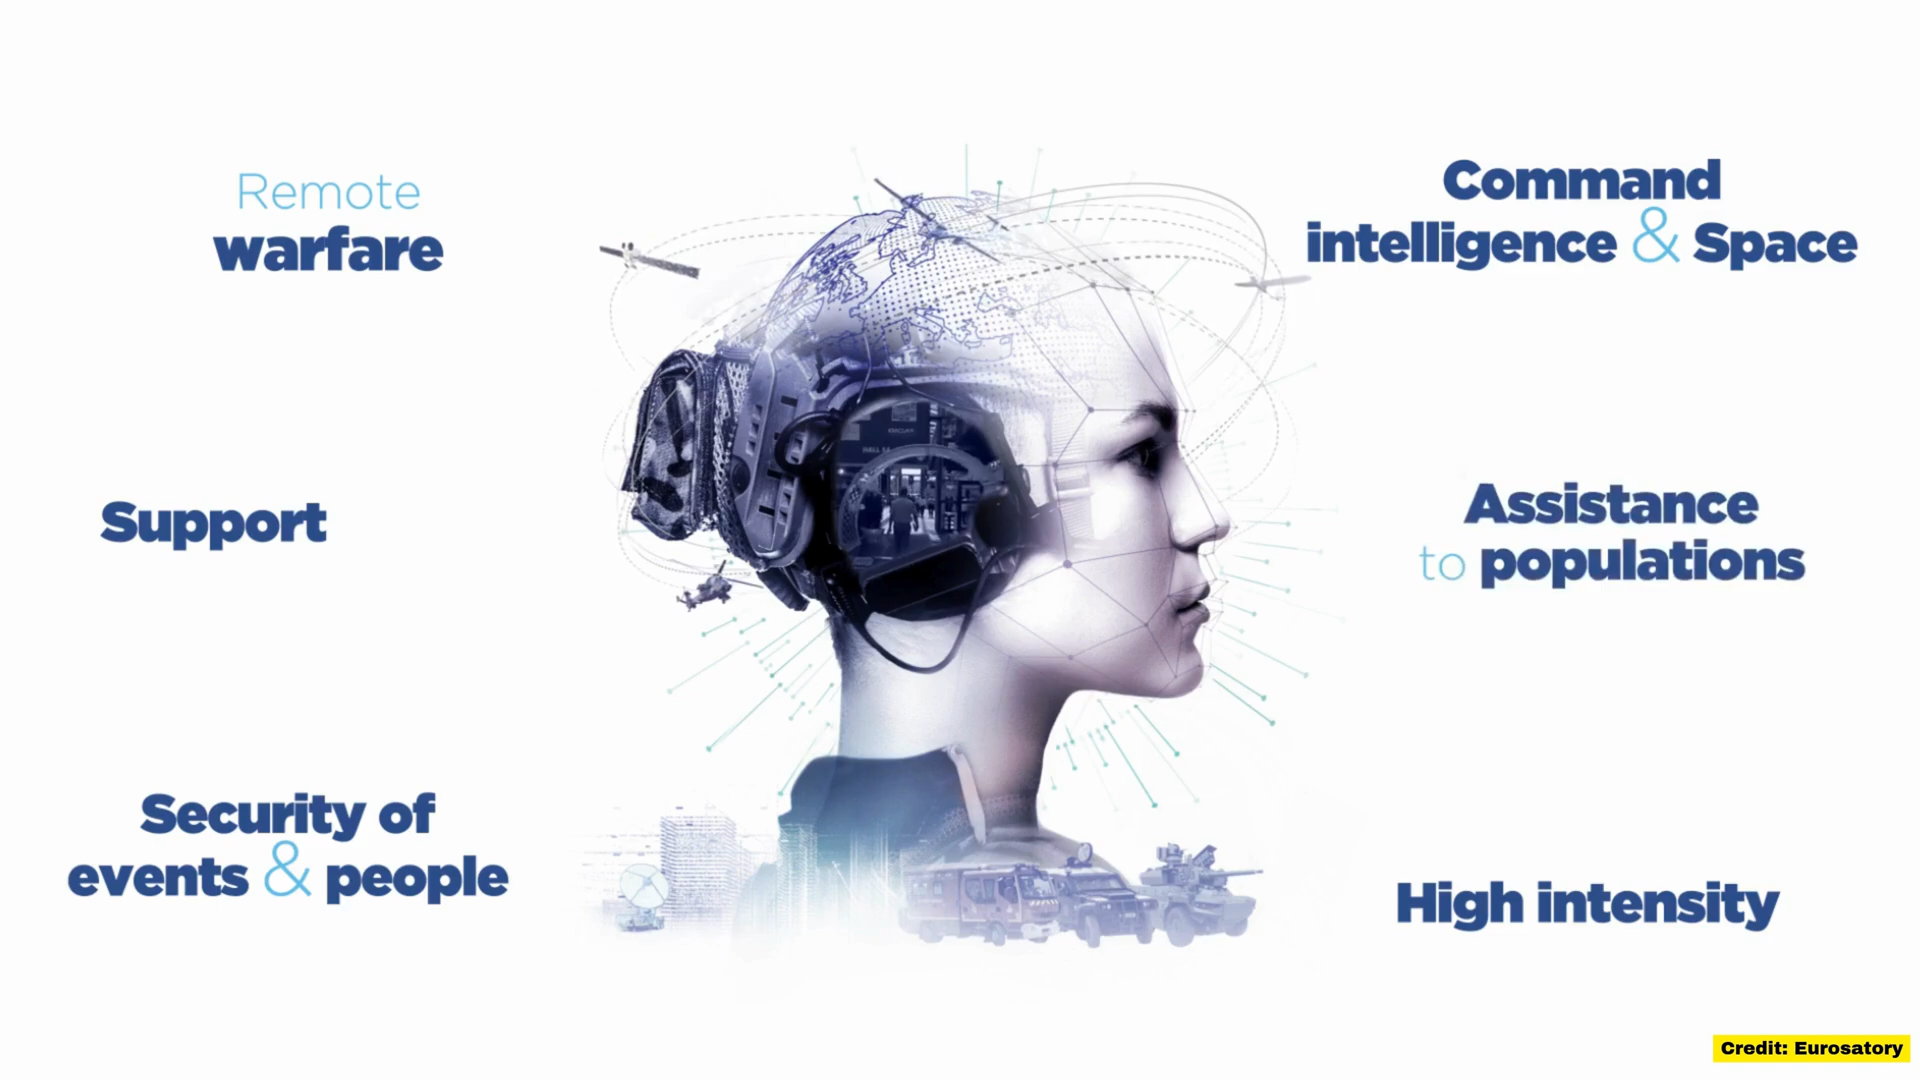 Remote
warfare
Command
intelligence & Space
Support
Assistance
to populations
Security of
events & people
High intensity
Credit: Eurosatory